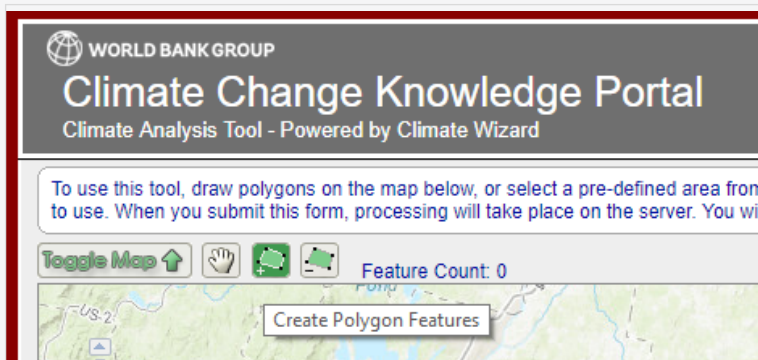 WORLD BANK GROUP
Climate Change Knowledge Portal
Climate Analysis Tool - Powered by Climate Wizard
To use this tool, draw polygons on the map below, or select a pre-defined area from
to use. When you submit this form, processing will take place on the server. You wi
Toggle Map
Feature Count: 0
Pond
US-2
Create Polygon Features